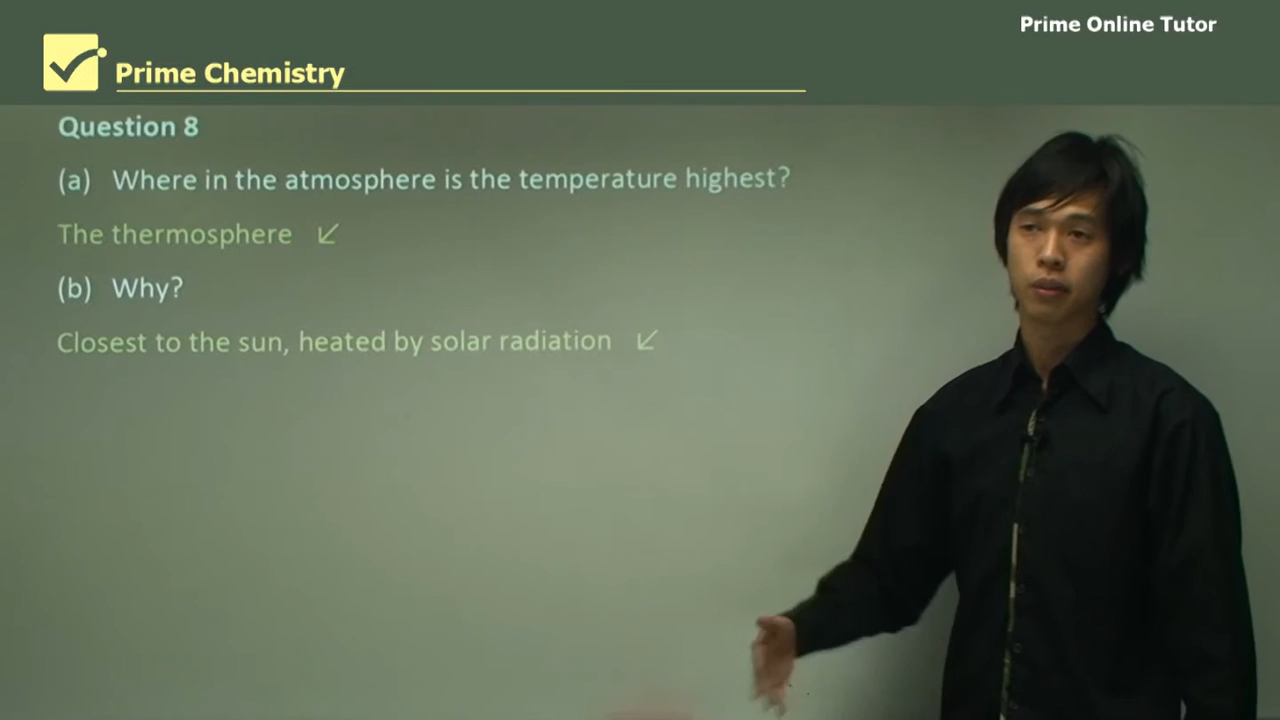 Prime Online Tutor
Prime Chemistry
Question 8
(a) Where in the atmosphere is the temperature highest?
The thermosphere
(b) Why?
Closest to the sun, heated by solar radiation